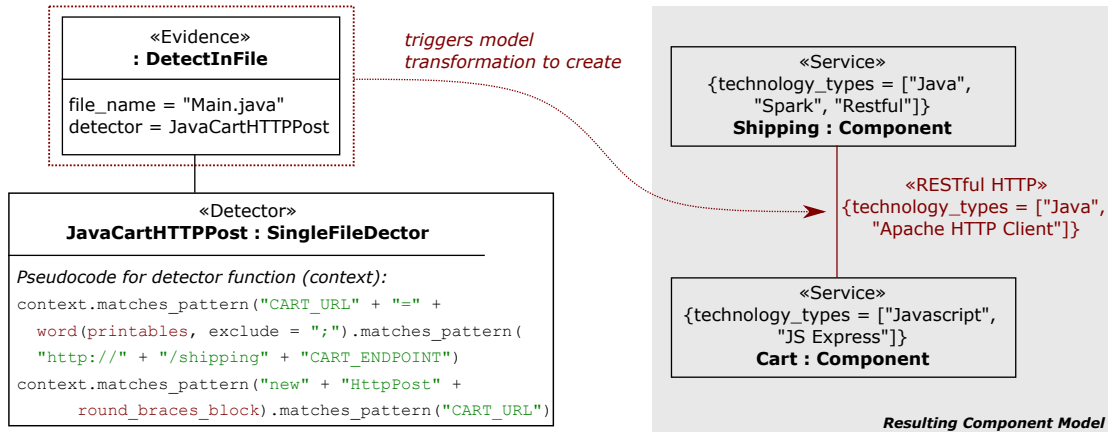 «Evidence»
: DetectInFile
file_name = "Main.java"
detector = JavaCartHTTPPost
«Detector»
JavaCartHTTPPost : SingleFileDector
Pseudocode for detector function (context):
context.matches_pattern("CART_URL" + "=" +
word(printables, exclude = ";").matches_pattern(
"http://" + "/shipping" + "CART_ENDPOINT")
context.matches_pattern("new" + "HttpPost" +
round_braces_block).matches_pattern("CART_URL")
triggers model
transformation to create
«Service»
{technology_types = ["Java",
"Spark", "Restful"]}
Shipping : Component
«RESTful HTTP»
{technology_types = ["Java",
"Apache HTTP Client"]}
«Service»
{technology_types = ["Javascript",
"JS Express"]}
Cart : Component
Resulting Component Model